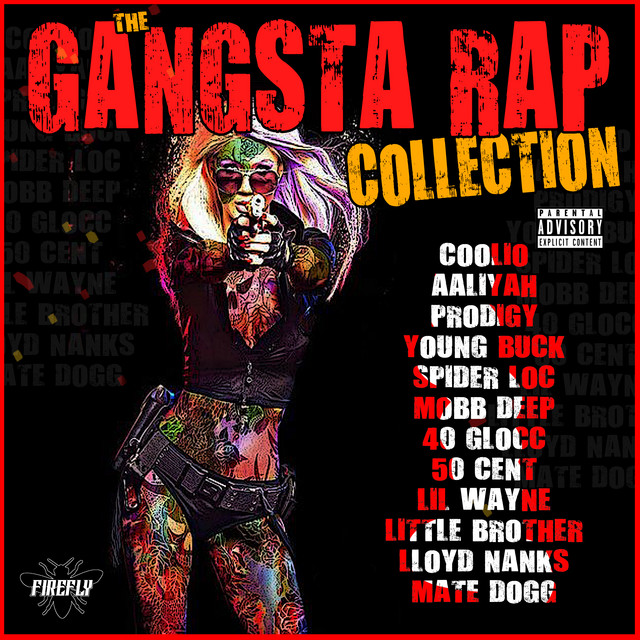 THE
GANGSTA RAP
COLLECTION
PARENTAL
ADVISORY
EXPLICIT CONTENT
COOLIO
AALIYAH
PRODIGY
YOUNG BUCK
SPIDER LOC
MOBB DEEP
40 GLOCC
50 CENT
LIL WAYNE
LITTLE BROTHER
LLOYD NANKS
MATE DOGG
FIREFLY